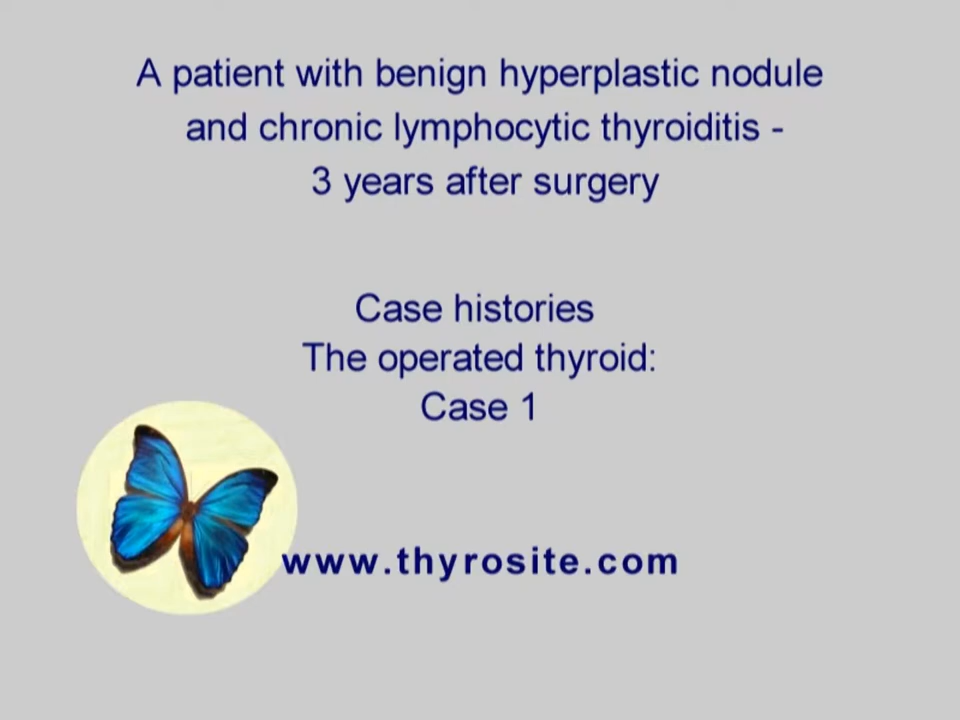 A patient with benign hyperplastic nodule
and chronic lymphocytic thyroiditis -
3 years after surgery
Case histories
The operated thyroid:
Case 1
www.thyrosite.com